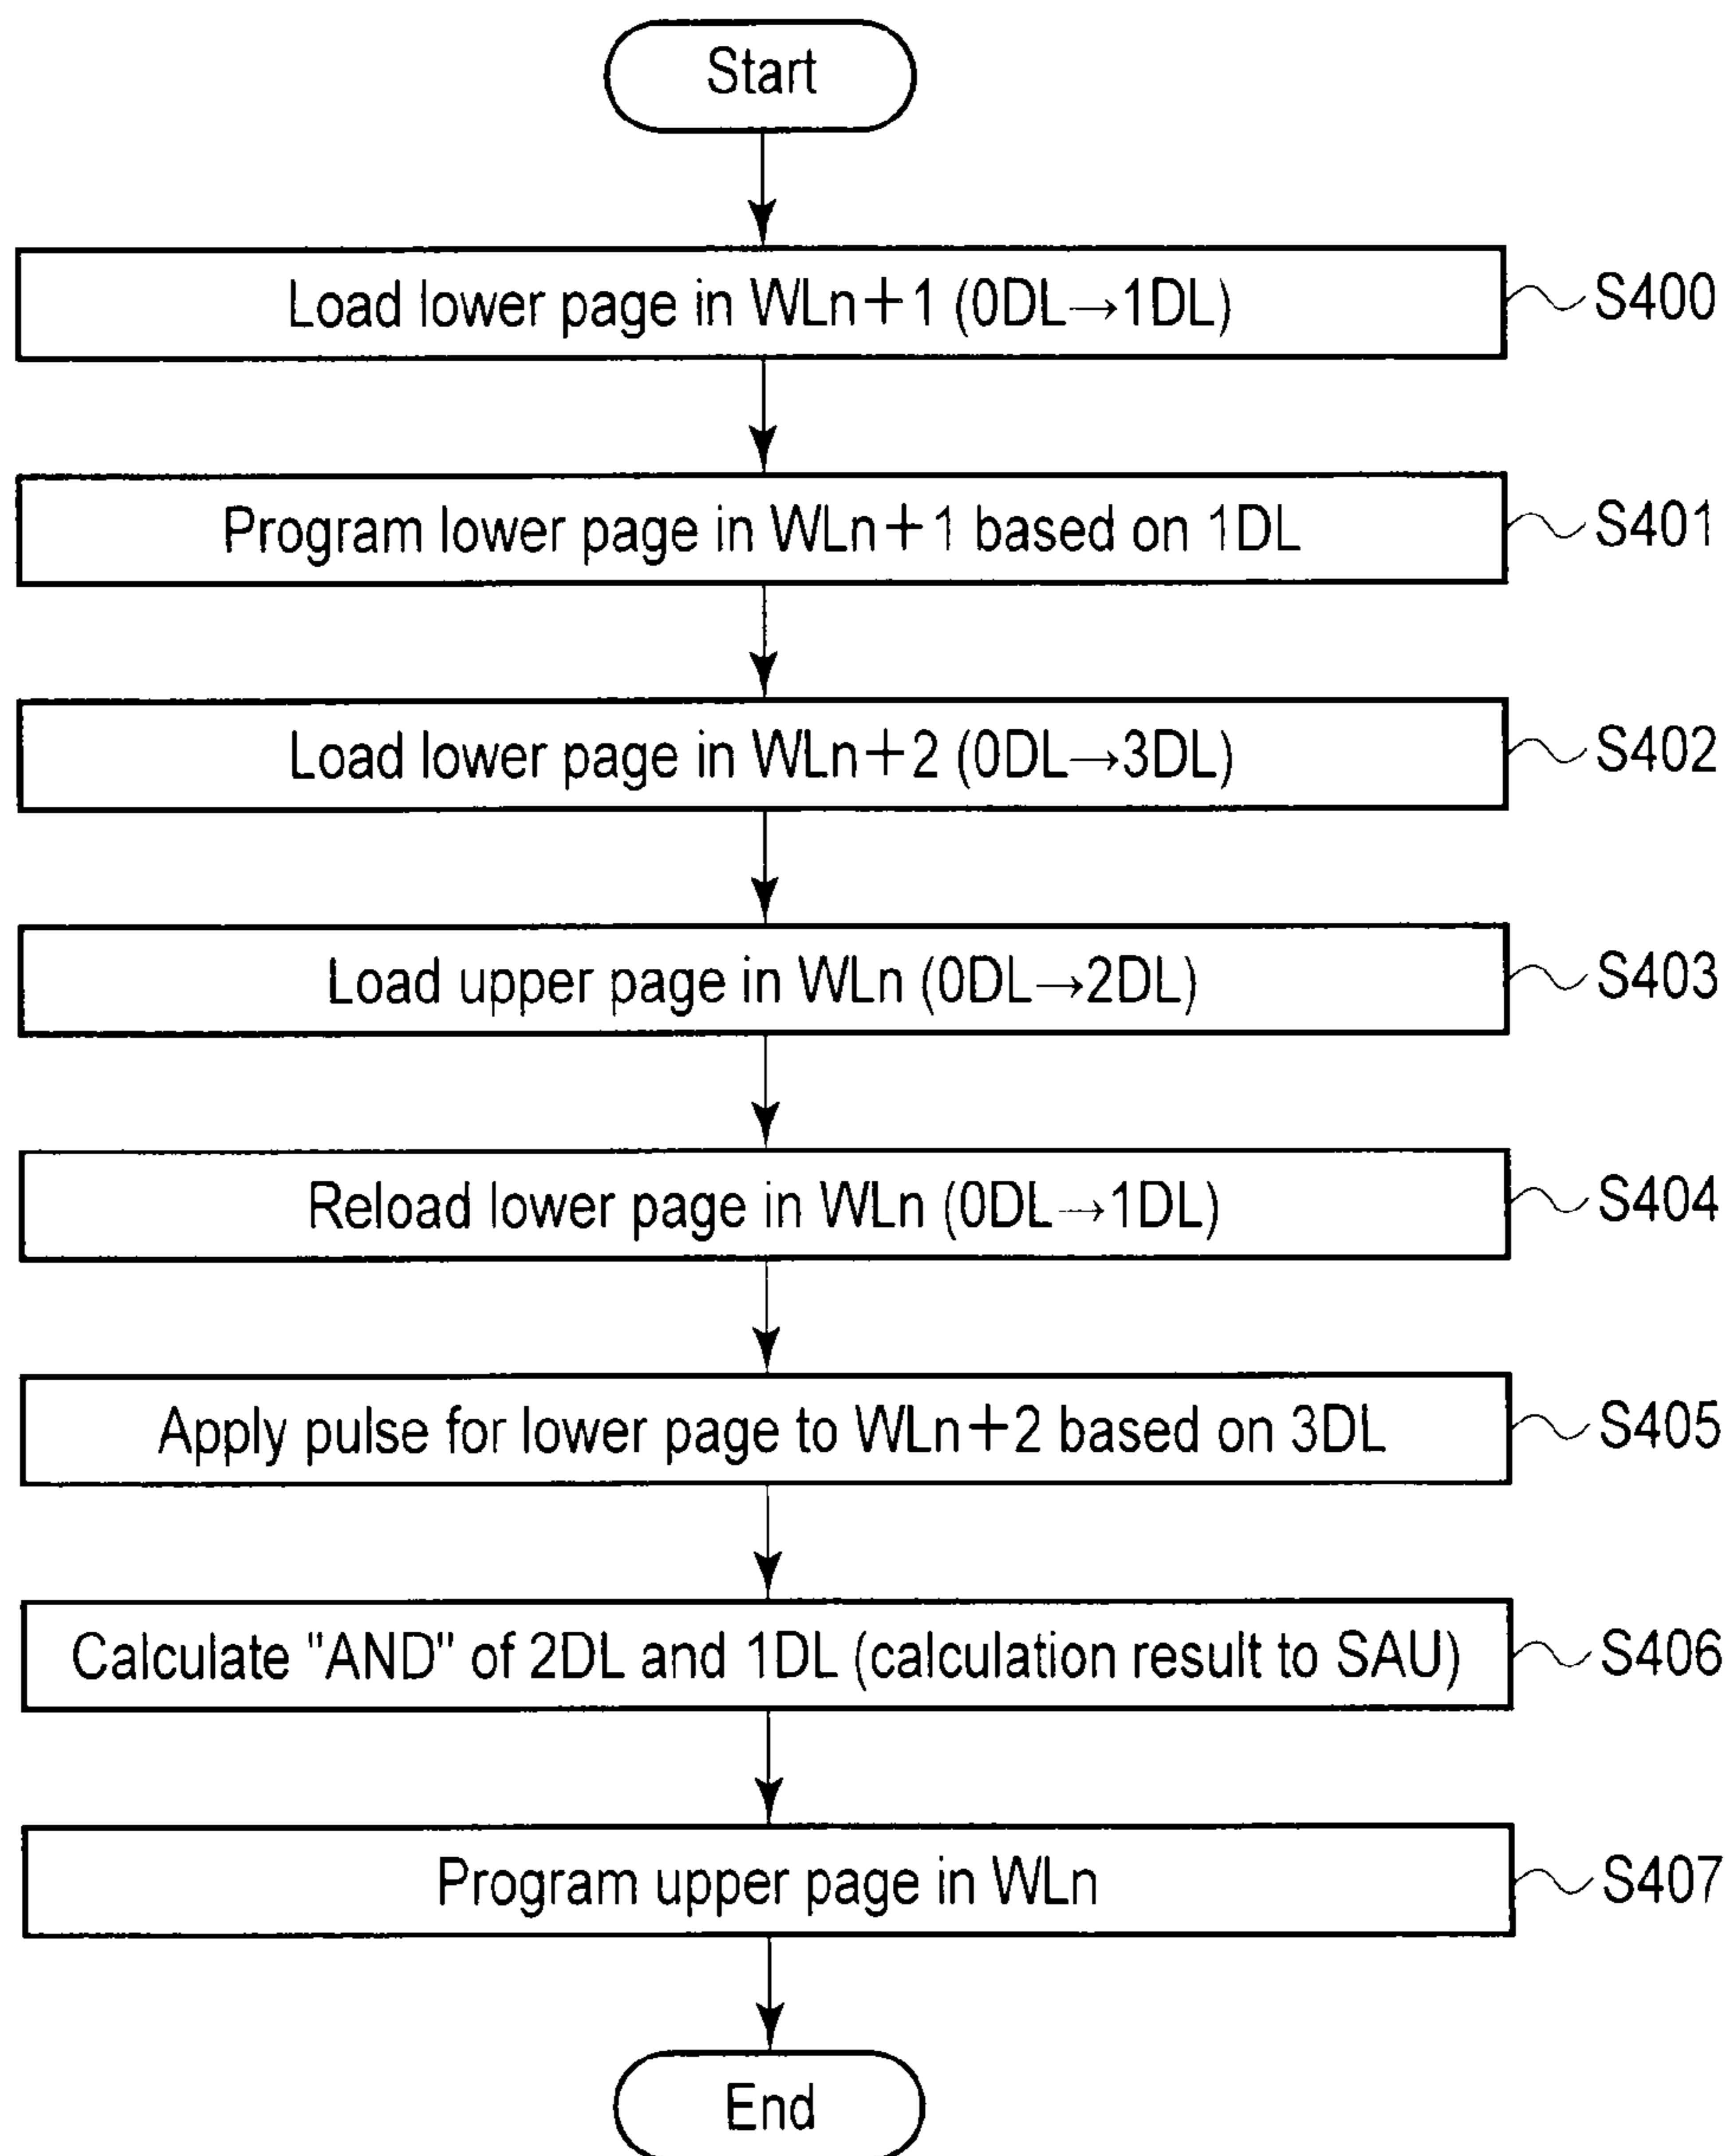 Start
Load lower page in WLn+1 (0DL→1DL)
S400
Program lower page in WLn+1 based on 1DL
S401
Load lower page in WLn+2 (0DL→3DL)
S402
Load upper page in WLn (0DL→2DL)
S403
Reload lower page in WLn (0DL→1DL)
S404
Apply pulse for lower page to WLn+2 based on 3DL
S405
Calculate "AND" of 2DL and 1DL (calculation result to SAU)
S406
Program upper page in WLn
S407
End